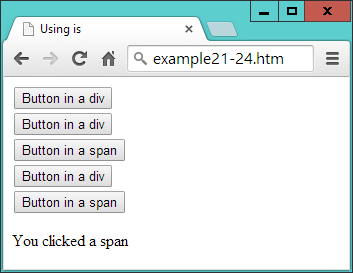 Using is
example21-24.htm
Button in a div
Button in a div
Button in a span
Button in a div
Button in a span
You clicked a span